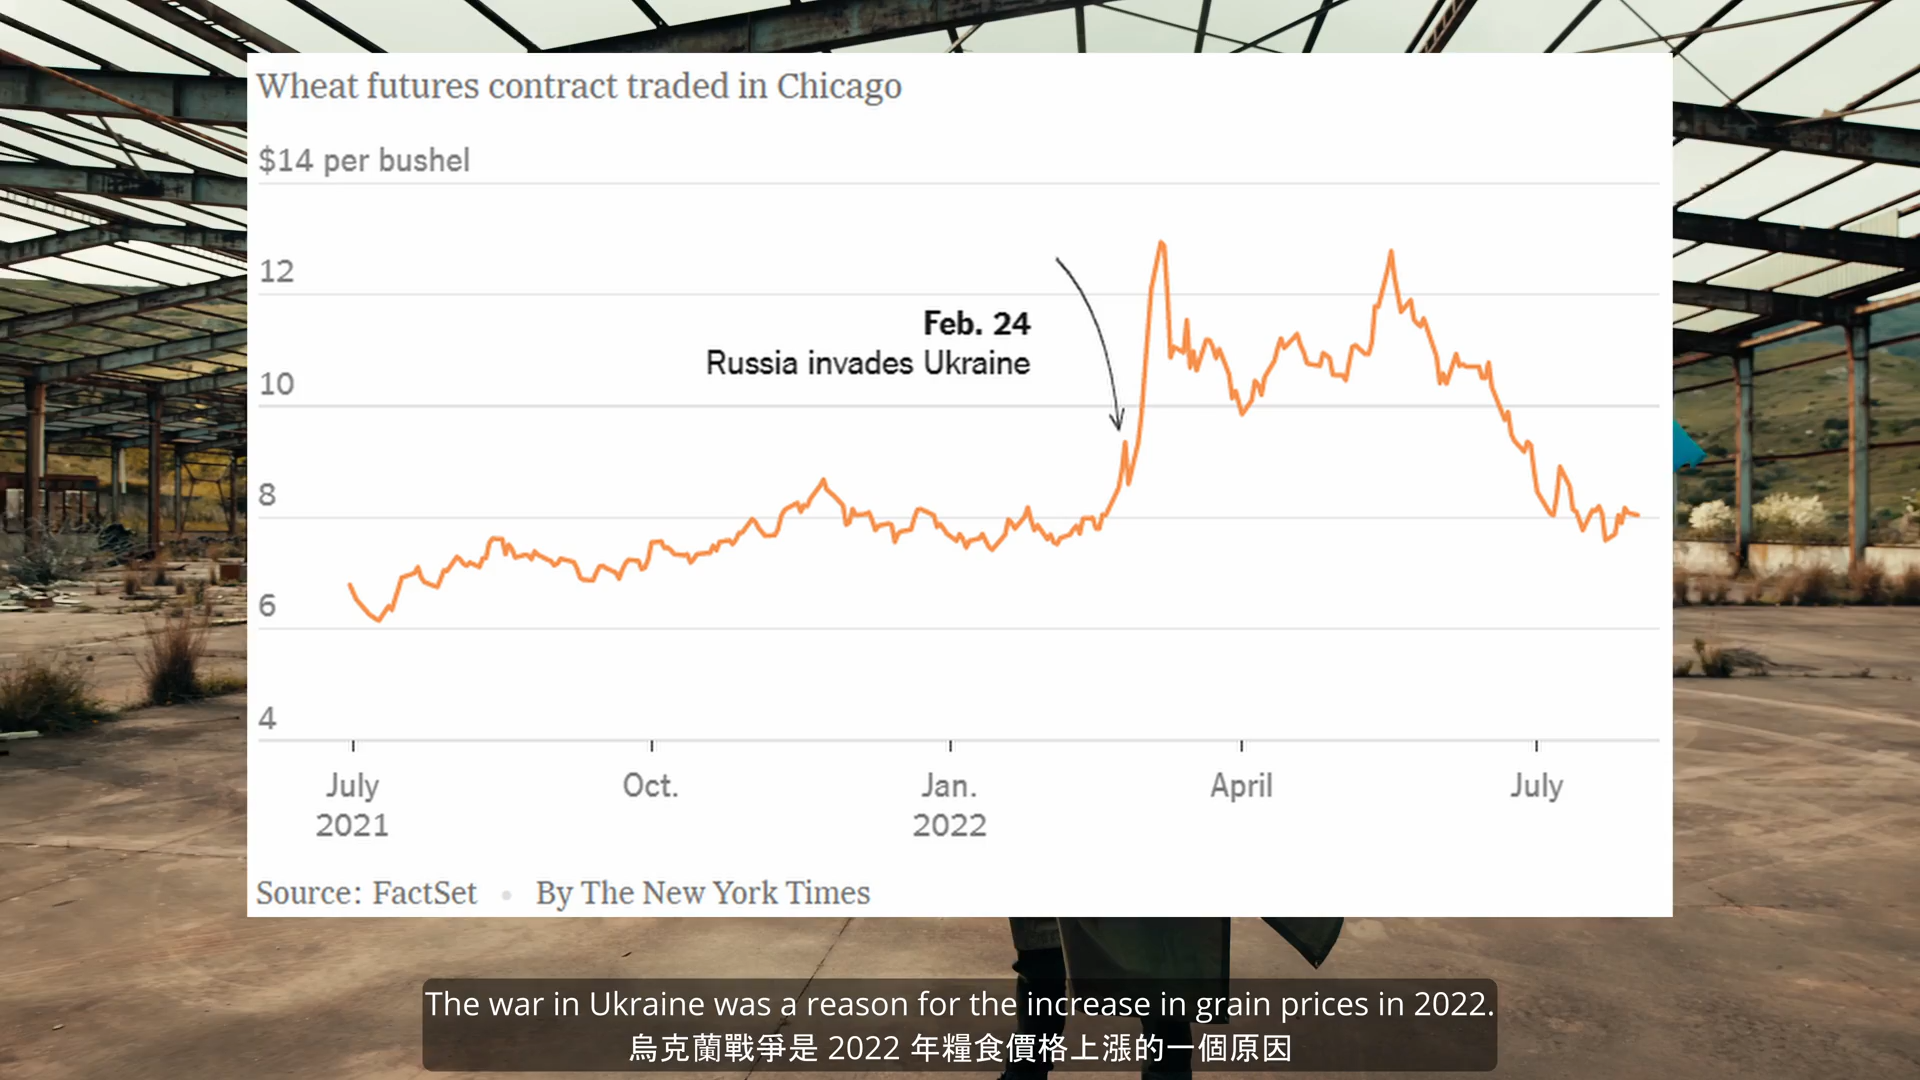 Wheat futures contract traded in Chicago
$14 per bushel
12
Feb. 24
Russia invades Ukraine
10
8
6
4
July
Oct.
Jan.
April
July
2021
2022
Source: FactSet • By The New York Times
The war in Ukraine was a reason for the increase in grain prices in 2022.
烏克蘭戰爭是 2022 年糧食價格上漲的一個原因